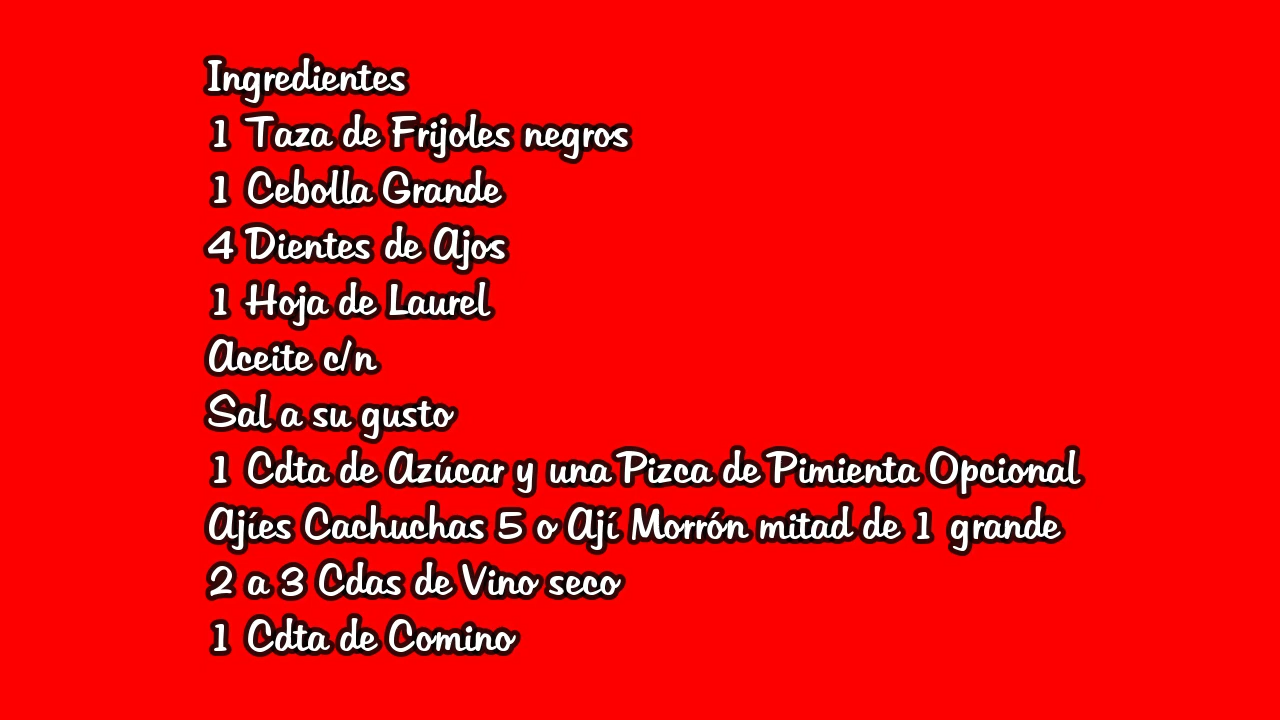 Ingredientes
1 Taza de Frijoles negros
1 Cebolla Grande
4 Dientes de Ajos
1 Hoja de Laurel
Aceite c/n
Sal a su gusto
1 Cdta de Azúcar y una Pizca de Pimienta Opcional
Ajíes Cachuchas 5 o Ají Morrón mitad de 1 grande
2 a 3 Cdas de Vino seco
1 Cdta de Comino